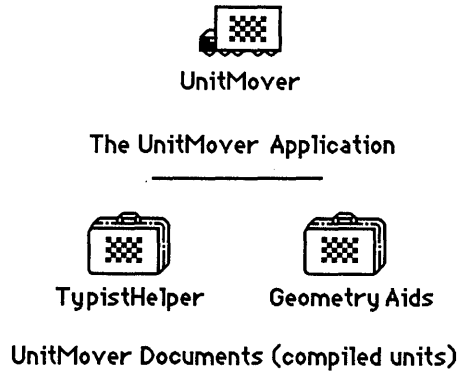 UnitMover
The UnitMover Application
TypistHelper
Geometry Aids
UnitMover Documents (compiled units)